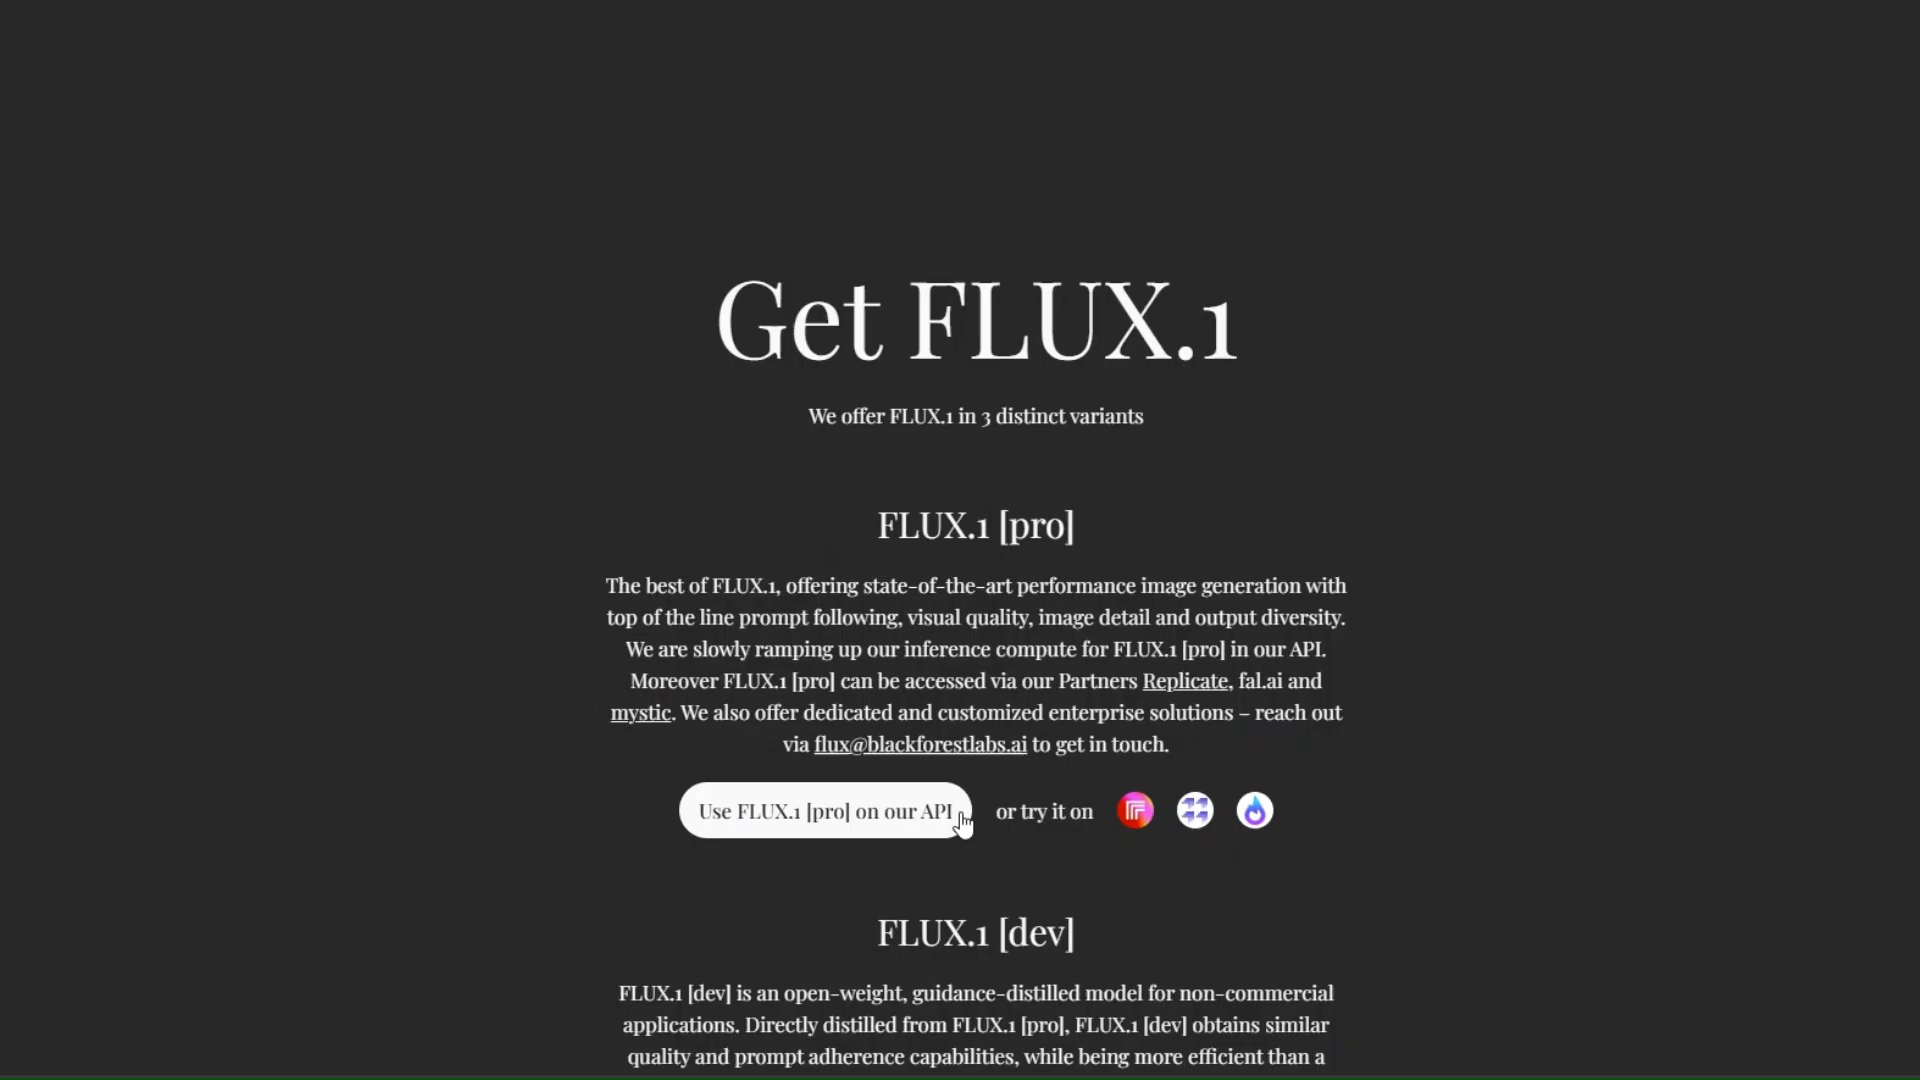 Get FLUX.1
We offer FLUX.1 in 3 distinct variants
FLUX.1 [pro]
The best of FLUX.1, offering state-of-the-art performance image generation with
top of the line prompt following, visual quality, image detail and output diversity.
We are slowly ramping up our inference compute for FLUX.1 [pro] in our API.
Moreover FLUX.1 [pro] can be accessed via our Partners Replicate, fal.ai and
mystic. We also offer dedicated and customized enterprise solutions – reach out
via flux@blackforestlabs.ai to get in touch.
Use FLUX.1 [pro] on our API or try it on
FLUX.1 [dev]
FLUX.1 [dev] is an open-weight, guidance-distilled model for non-commercial
applications. Directly distilled from FLUX.1 [pro], FLUX.1 [dev] obtains similar
quality and prompt adherence capabilities, while being more efficient than a